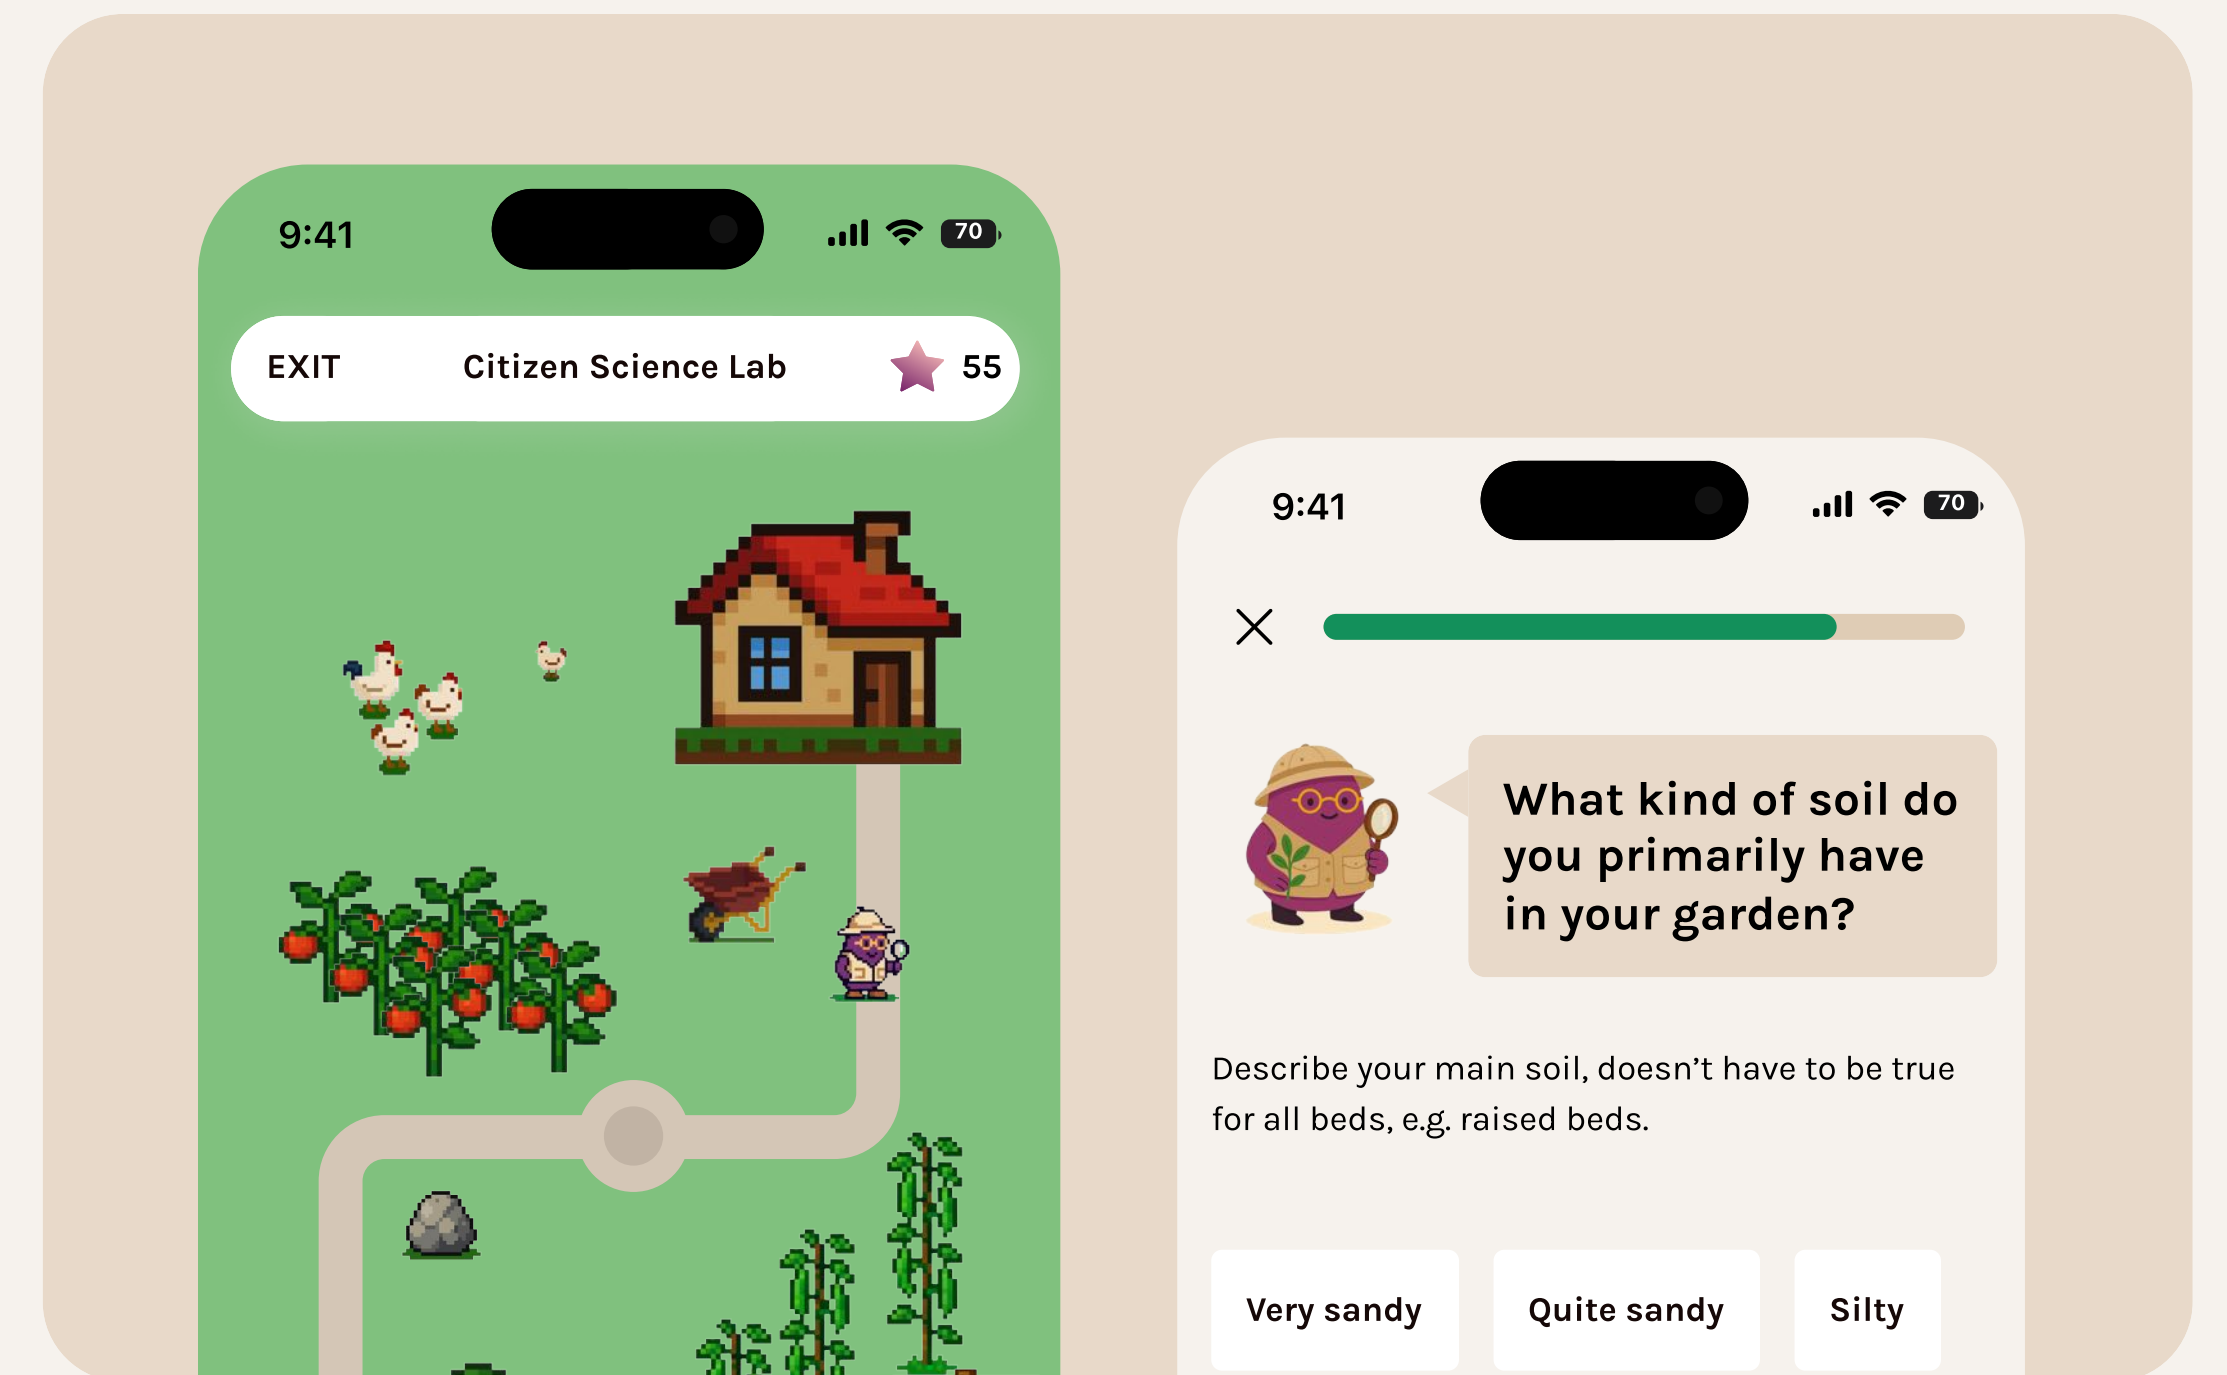 9:41
70
EXIT
Citizen Science Lab
55
9:41
70
What kind of soil do
you primarily have
in your garden?
Describe your main soil, doesn’t have to be true
for all beds, e.g. raised beds.
Very sandy
Quite sandy
Silty